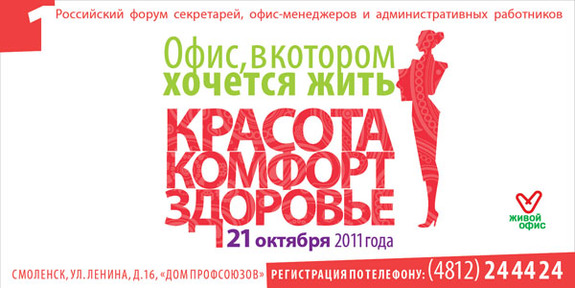 1 Российский форум секретарей, офис-менеджеров и административных работников
Офис, в котором
хочется жить
КРАСОТА
КОМФОРТ
ЗДОРОВЬЕ
21 октября 2011 года
живой
офис
СМОЛЕНСК, УЛ. ЛЕНИНА, Д.16, «ДОМ ПРОФСОЮЗОВ» РЕГИСТРАЦИЯ ПО ТЕЛЕФОНУ: (4812) 244424